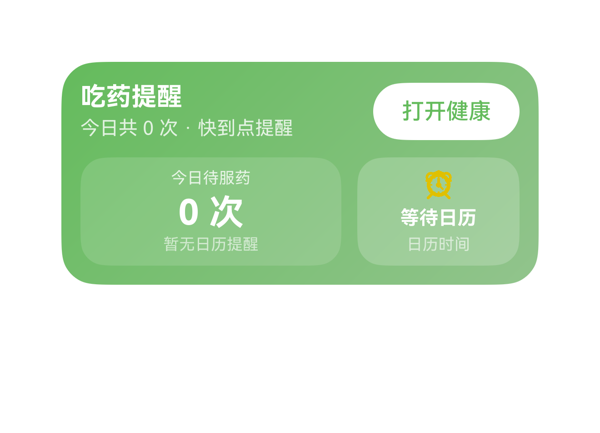 吃药提醒
今日共 0 次 · 快到点提醒
打开健康
今日待服药
0 次
暂无日历提醒
等待日历
日历时间